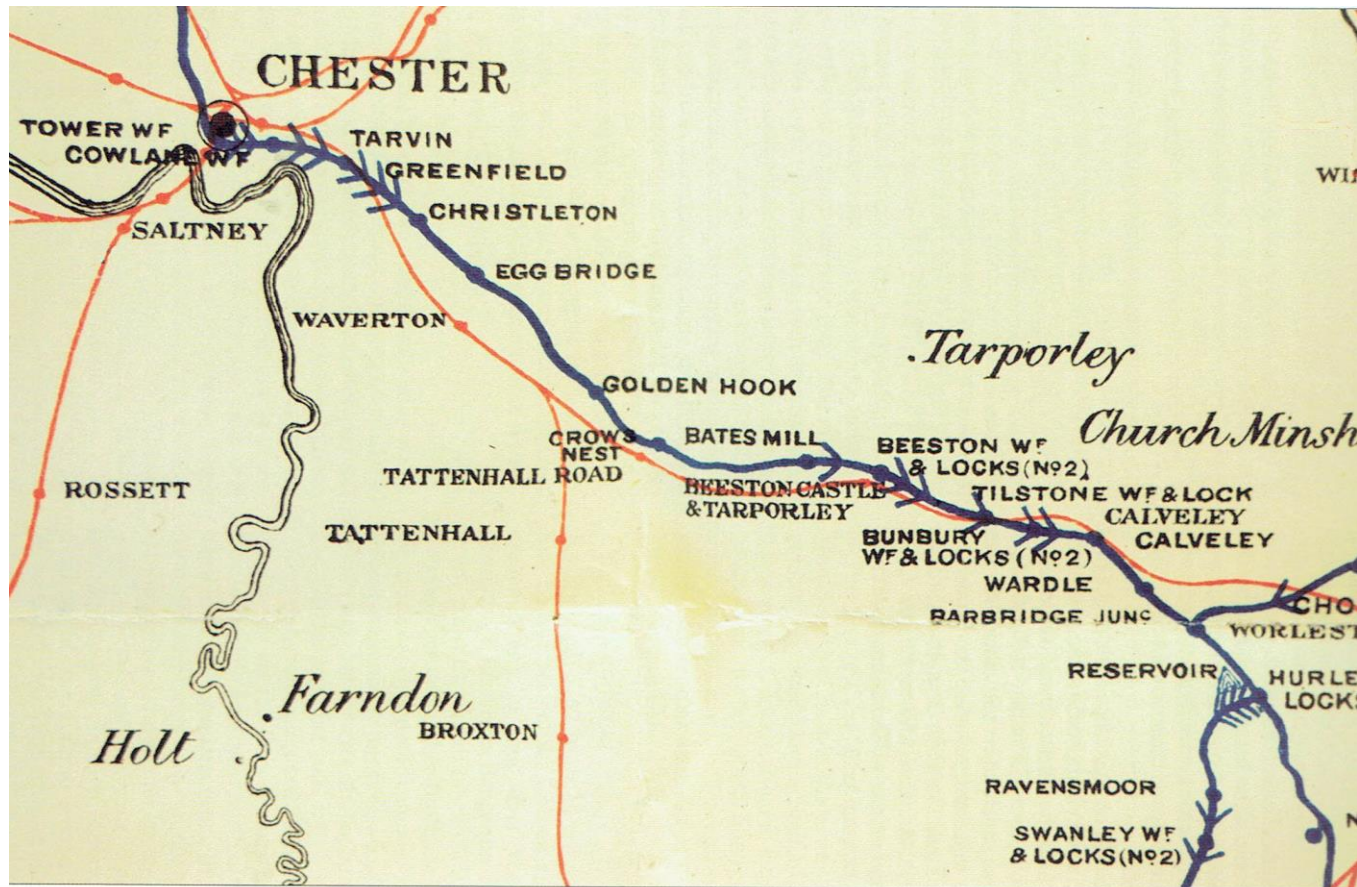 CHESTER
TOWER WF
COWLANE WF
TARVIN
GREENFIELD
CHRISTLETON
SALTNEY
EGG BRIDGE
WAVERTON
.Tarporley
GOLDEN HOOK
Church Minsh
CROWS
NEST
BATES MILL
BEESTON WF
& LOCKS (No2)
TATTENHALL ROAD
BEESTON CASTLE
& TARPORLEY
TILSTONE WF & LOCK
ROSSETT
CALVELEY
TATTENHALL
BUNBURY
WF & LOCKS (No2)
CALVELEY
WARDLE
CHO
BARBRIDGE JUNC
WORLEST
RESERVOIR
HURLE
LOCKS
Farndon
BROXTON
Holt
RAVENSMOOR
N
SWANLEY WF
& LOCKS (No2)